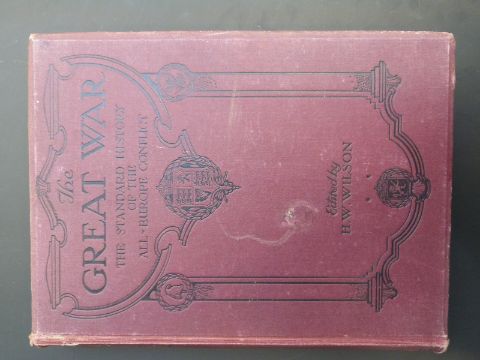 The
GREAT WAR
THE STANDARD HISTORY
OF THE
ALL-EUROPE CONFLICT
Edited by
H.W. WILSON